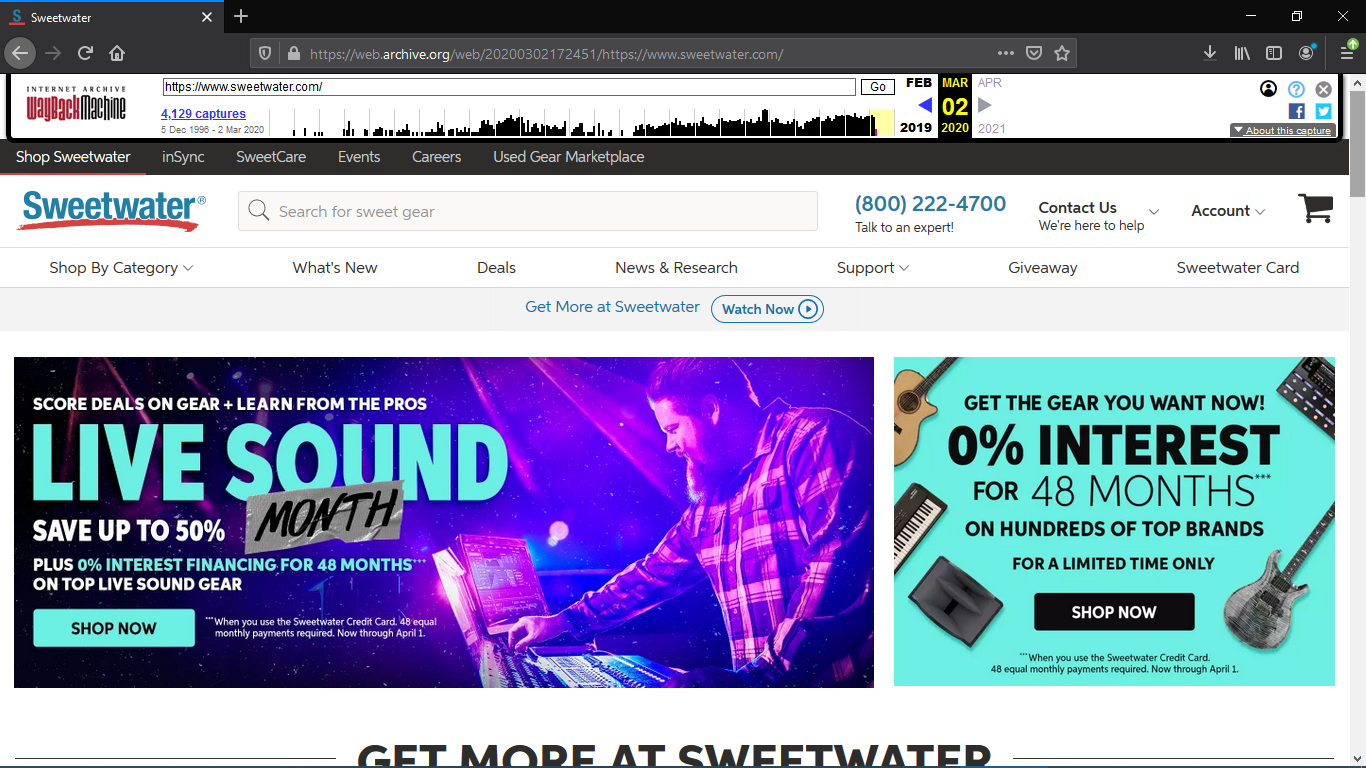 Sweetwater
https://web.archive.org/web/20200302172451/https://www.sweetwater.com/
INTERNET ARCHIVE
WayBackMachine
https://www.sweetwater.com/
Go
FEB
MAR
APR
4,129 captures
02
5 Dec 1996 - 2 Mar 2020
2019
2020
2021
About this capture
Shop Sweetwater
inSync
SweetCare
Events
Careers
Used Gear Marketplace
Sweetwater®
Search for sweet gear
(800) 222-4700
Talk to an expert!
Contact Us
We're here to help
Account
Shop By Category
What's New
Deals
News & Research
Support
Giveaway
Sweetwater Card
Get More at Sweetwater
Watch Now
SCORE DEALS ON GEAR + LEARN FROM THE PROS
LIVE SOUND
MONTH
SAVE UP TO 50%
PLUS 0% INTEREST FINANCING FOR 48 MONTHS***
ON TOP LIVE SOUND GEAR
SHOP NOW
***When you use the Sweetwater Credit Card. 48 equal
monthly payments required. Now through April 1.
GET THE GEAR YOU WANT NOW!
0% INTEREST
FOR 48 MONTHS***
ON HUNDREDS OF TOP BRANDS
FOR A LIMITED TIME ONLY
SHOP NOW
***When you use the Sweetwater Credit Card.
48 equal monthly payments required. Now through April 1.
GET MORE AT SWEETWATER